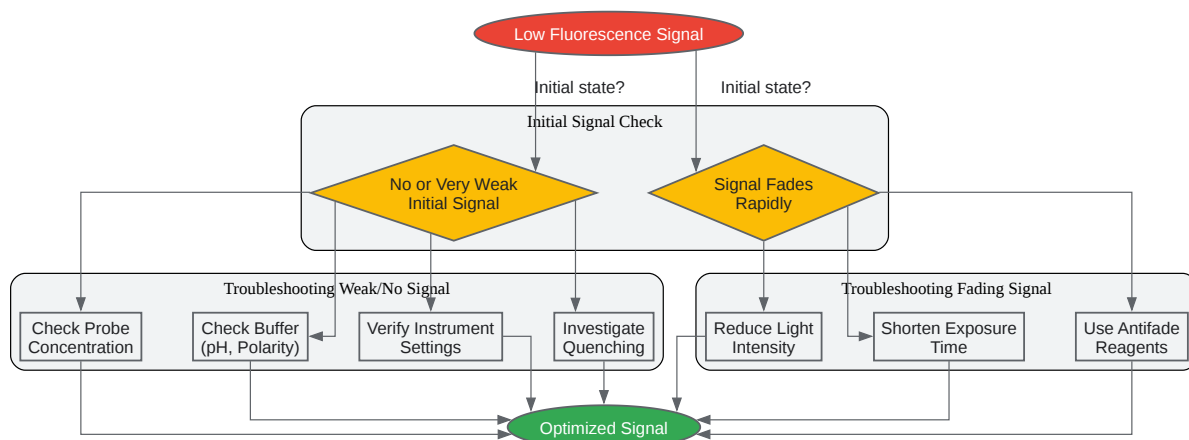 Low Fluorescence Signal
Initial state?
Initial state?
Initial Signal Check
No or Very Weak
Initial Signal
Signal Fades
Rapidly
Troubleshooting Weak/No Signal
Troubleshooting Fading Signal
Check Probe
Concentration
Check Buffer
(pH, Polarity)
Verify Instrument
Settings
Investigate
Quenching
Reduce Light
Intensity
Shorten Exposure
Time
Use Antifade
Reagents
Optimized Signal